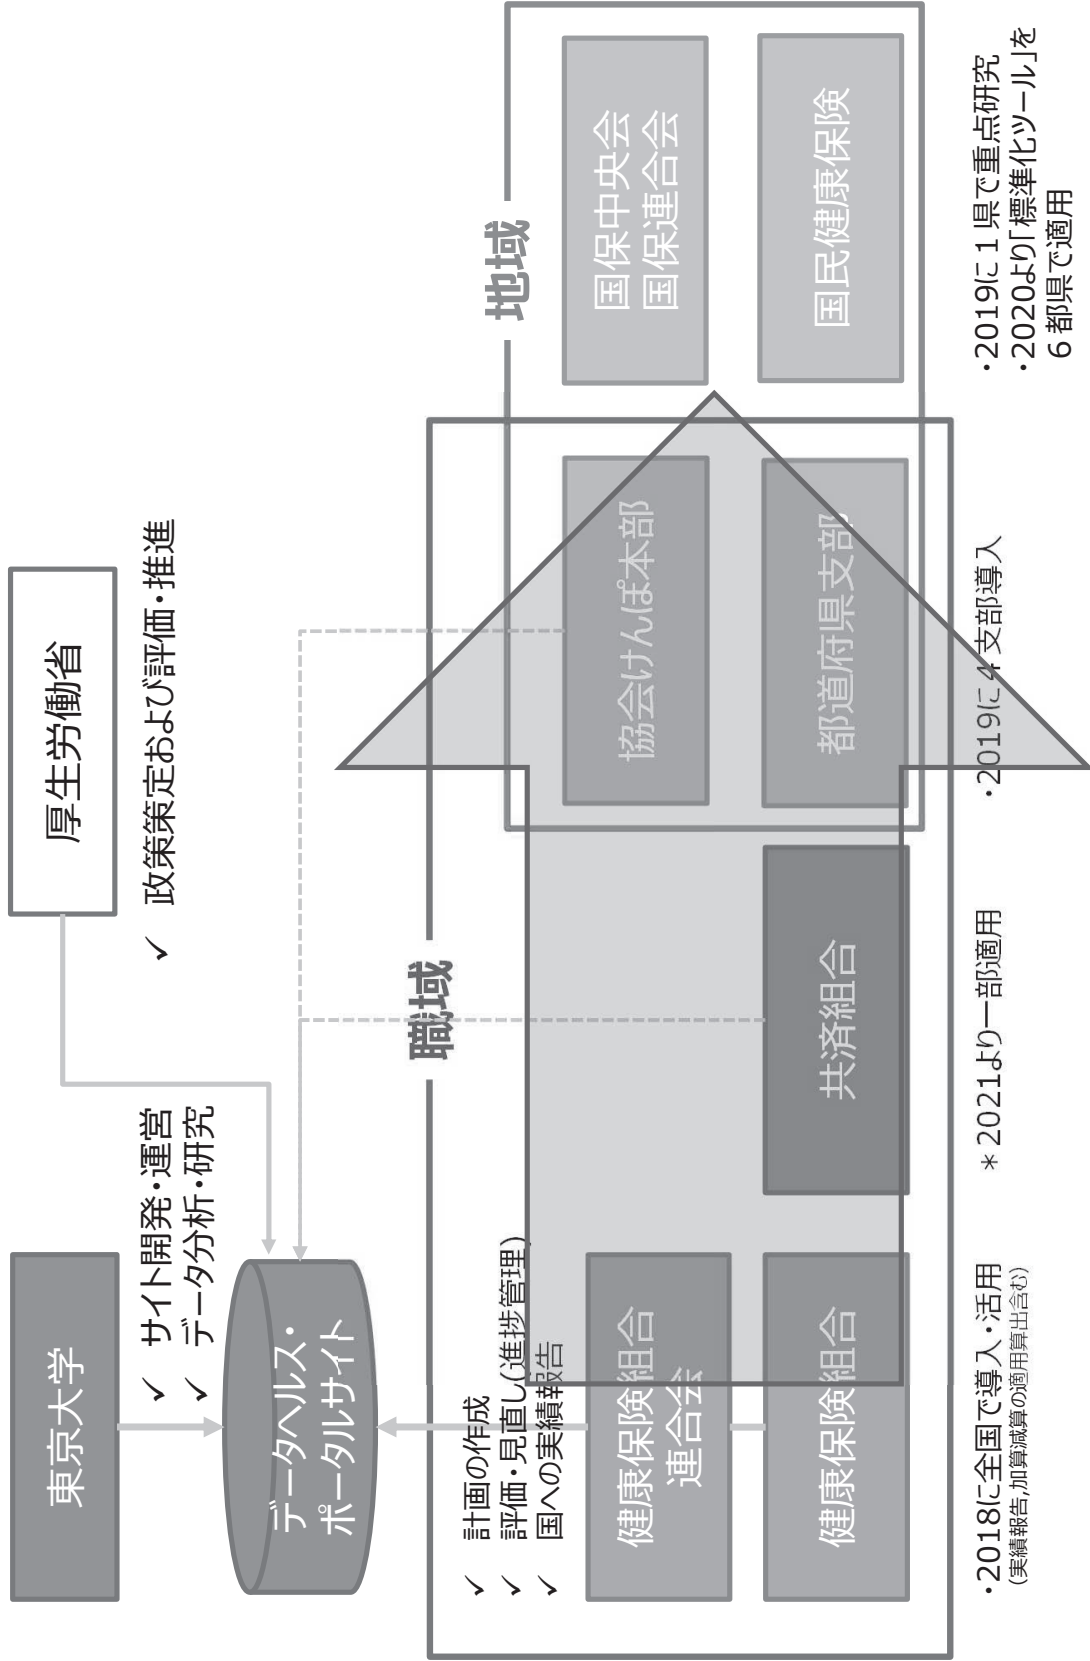 東京大学
✓ サイト開発・運営
✓ データ分析・研究
厚生労働省
✓ 政策策定および評価・推進
データヘルス・
ポータルサイト
職域
地域
✓ 計画の作成
✓ 評価・見直し(進捗管理)
✓ 国への実績報告
健康保険組合
連合会
健康保険組合
共済組合
協会けんぽ本部
都道府県支部
国保中央会
国保連合会
国民健康保険
・2018に全国で導入・活用
(実績報告,加算減算の適用算出含む)
＊2021より一部適用
・2019に4支部導入
・2019に1県で重点研究
・2020より「標準化ツール」を
6都県で適用